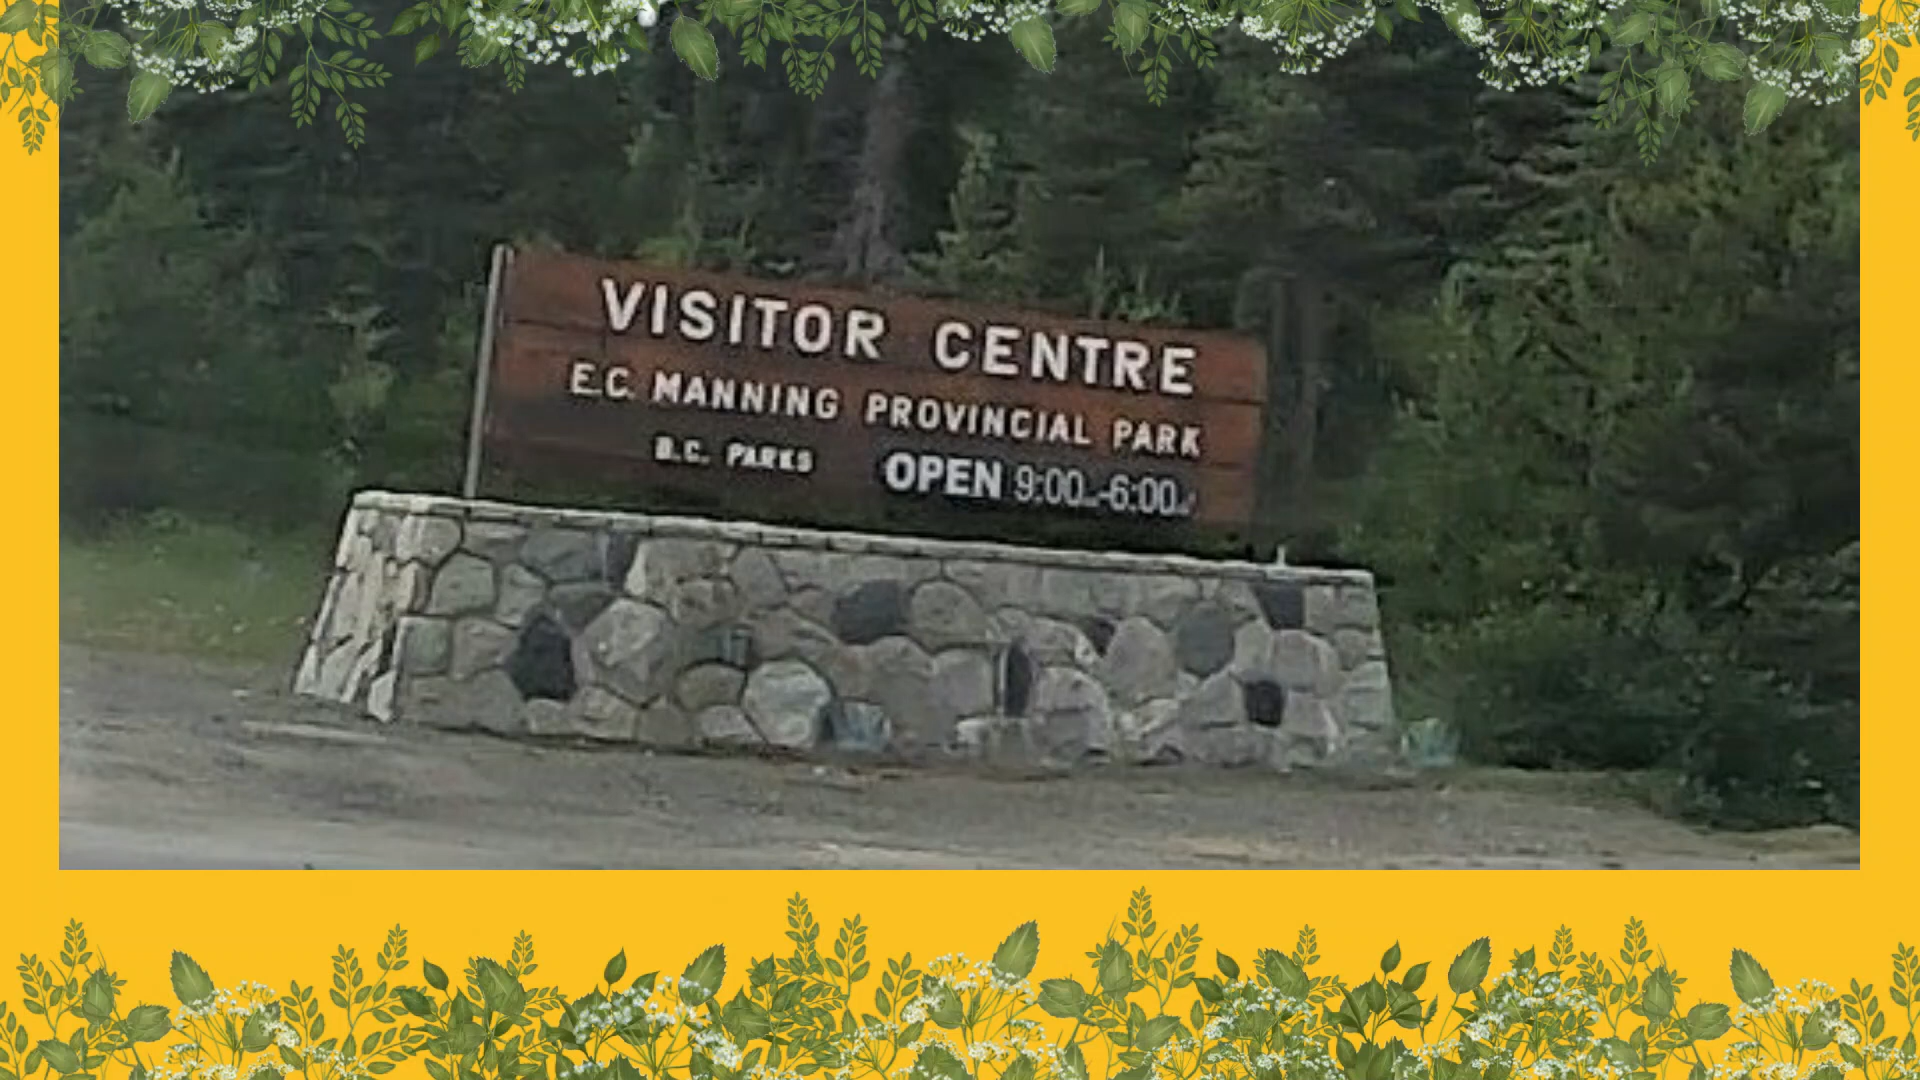 VISITOR CENTRE
E.C. MANNING PROVINCIAL PARK
B.C. PARKS OPEN 9:00 -6:00